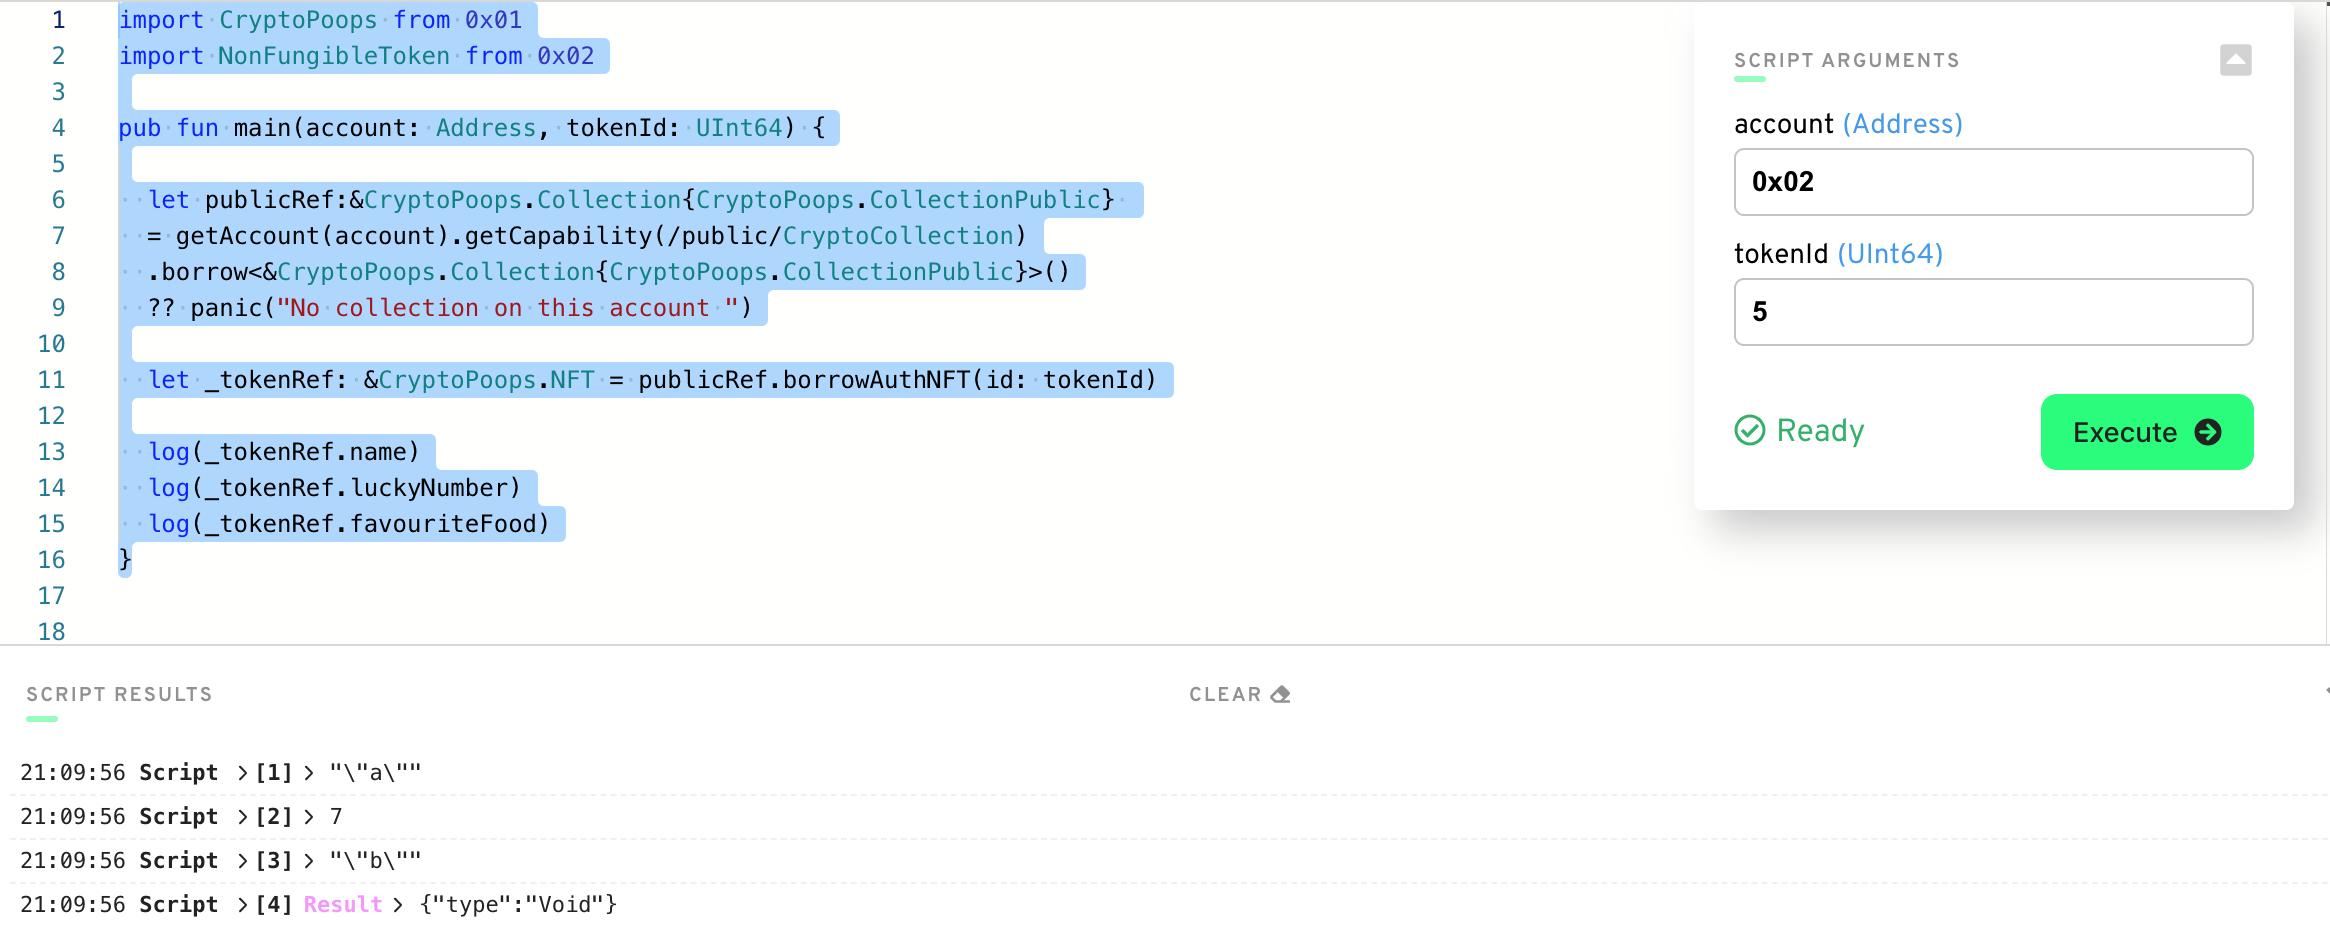 1 import CryptoPoops from 0x01
2 import NonFungibleToken from 0x02
3
4 pub fun main(account: Address, tokenId: UInt64) {
5
6 let publicRef:&CryptoPoops.Collection{CryptoPoops.CollectionPublic}
7 = getAccount(account).getCapability(/public/CryptoCollection)
8 .borrow<&CryptoPoops.Collection{CryptoPoops.CollectionPublic}>()
9 ?? panic("No collection on this account ")
10
11 let _tokenRef: &CryptoPoops.NFT = publicRef.borrowAuthNFT(id: tokenId)
12
13 log(_tokenRef.name)
14 log(_tokenRef.luckyNumber)
15 log(_tokenRef.favouriteFood)
16 }
17
18
SCRIPT ARGUMENTS
account (Address)
0x02
tokenId (UInt64)
5
Ready
Execute
SCRIPT RESULTS
CLEAR
21:09:56 Script >[1]> "\"a\""
21:09:56 Script >[2]> 7
21:09:56 Script >[3]> "\"b\""
21:09:56 Script >[4] Result > {"type":"Void"}